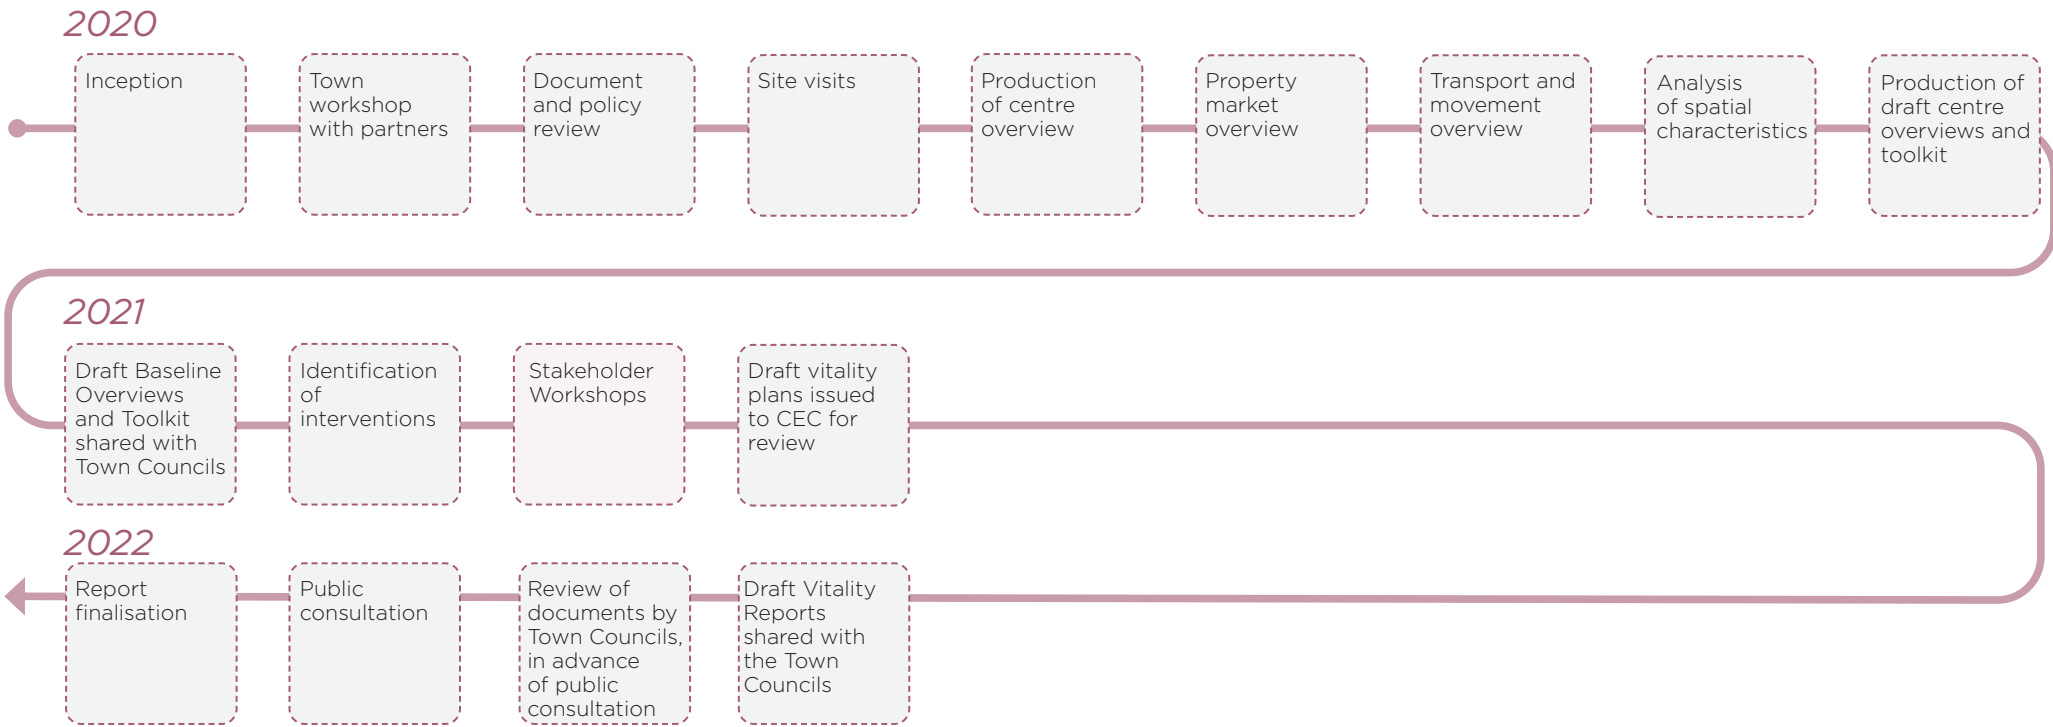 2020
Inception
Town
workshop
with partners
Document
and policy
review
Site visits
Production
of centre
overview
Property
market
overview
Transport and
movement
overview
Analysis
of spatial
characteristics
Production of
draft centre
overviews and
toolkit
2021
Draft Baseline
Overviews
and Toolkit
shared with
Town Councils
Identification
of
interventions
Stakeholder
Workshops
Draft vitality
plans issued
to CEC for
review
2022
Report
finalisation
Public
consultation
Review of
documents by
Town Councils,
in advance
of public
consultation
Draft Vitality
Reports
shared with
the Town
Councils